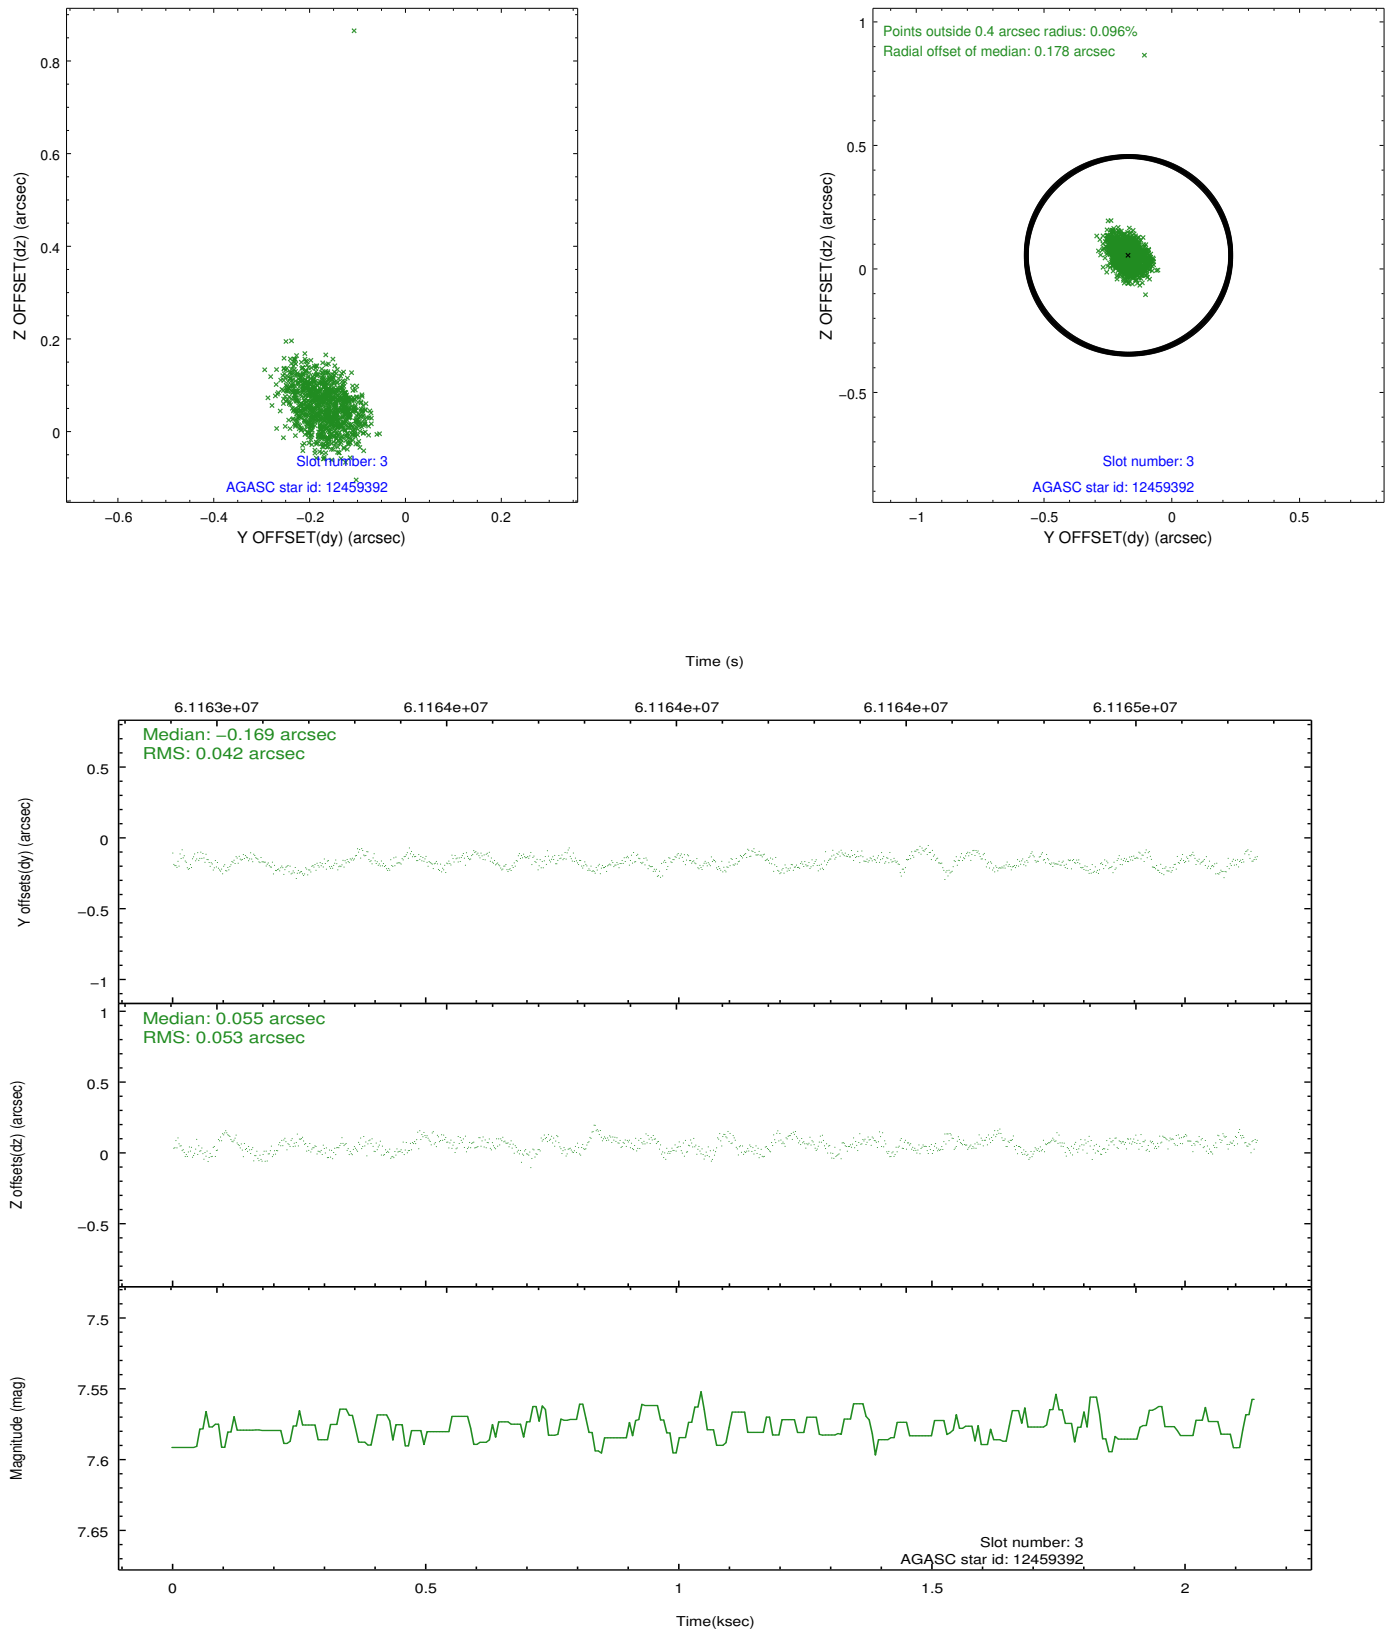 0.8
0.6
0.4
0.2
0
Z OFFSET(dz) (arcsec)
Slot number: 3
AGASC star id: 12459392
−0.6 −0.4 −0.2 0 0.2
Y OFFSET(dy) (arcsec)
Points outside 0.4 arcsec radius: 0.096%
Radial offset of median: 0.178 arcsec
1
0.5
0
−0.5
Z OFFSET(dz) (arcsec)
Slot number: 3
AGASC star id: 12459392
−1 −0.5 0 0.5
Y OFFSET(dy) (arcsec)
Time (s)
6.1163e+07 6.1164e+07 6.1164e+07 6.1164e+07 6.1165e+07
Median: −0.169 arcsec
RMS: 0.042 arcsec
0.5
0
−0.5
−1
Y offsets(dy) (arcsec)
Median: 0.055 arcsec
RMS: 0.053 arcsec
1
0.5
0
−0.5
Z offsets(dz) (arcsec)
7.5
7.55
7.6
7.65
Magnitude (mag)
Slot number: 3
AGASC star id: 12459392
0 0.5 1 1.5 2
Time(ksec)